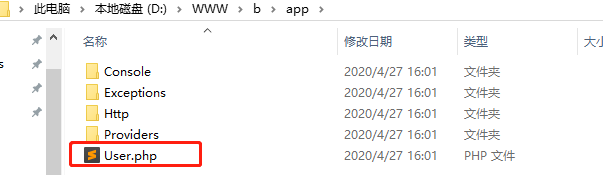 此电脑 > 本地磁盘 (D:) > WWW > b > app >
名称 修改日期 类型
Console 2020/4/27 16:01 文件夹
Exceptions 2020/4/27 16:01 文件夹
Http 2020/4/27 16:01 文件夹
Providers 2020/4/27 16:01 文件夹
User.php 2020/4/27 16:01 PHP 文件